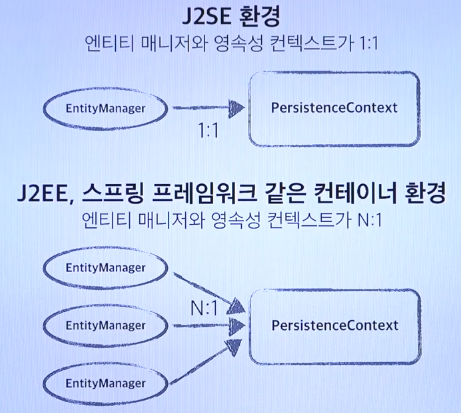 J2SE 환경
엔티티 매니저와 영속성 컨텍스트가 1:1
EntityManager
1:1
PersistenceContext
J2EE, 스프링 프레임워크 같은 컨테이너 환경
엔티티 매니저와 영속성 컨텍스트가 N:1
EntityManager
N:1
EntityManager
PersistenceContext
EntityManager